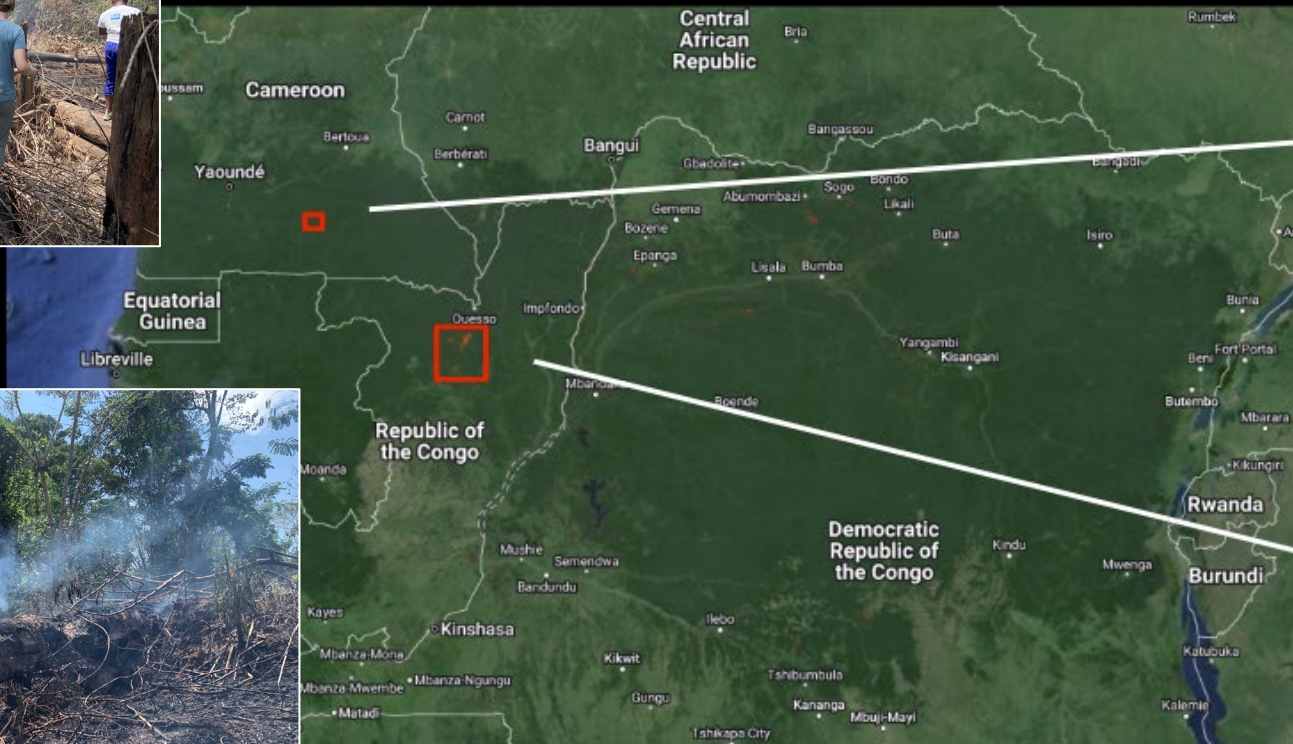 Central
African
Republic
Rumbek
Bria
Cameroon
Carnot
Bertoua
Bangui
Bangassou
Berbérati
Gbadolite
Bangadi
Yaoundé
Abumombazi
Sogo
Bondo
Likali
Gemena
Bozene
Buta
Isiro
Epanga
Lisala
Bumba
Equatorial
Guinea
Impfondo
Ouesso
Bunia
Libreville
Yangambi
Kisangani
Beni
Fort Portal
Boende
Butembo
Mbarara
Republic of
the Congo
Moanda
Kikungiri
Rwanda
Democratic
Republic of
the Congo
Mushie
Semendwa
Bandundu
Kindu
Mwenga
Burundi
Kayes
Kinshasa
Ilebo
Mbanza-Mona
Kikwit
Katubuka
Mbanza-Mwembe
Mbanza-Ngungu
Tshibumbula
Matadi
Gungu
Kananga
Mbuji-Mayi
Kalemie
Tshikapa City